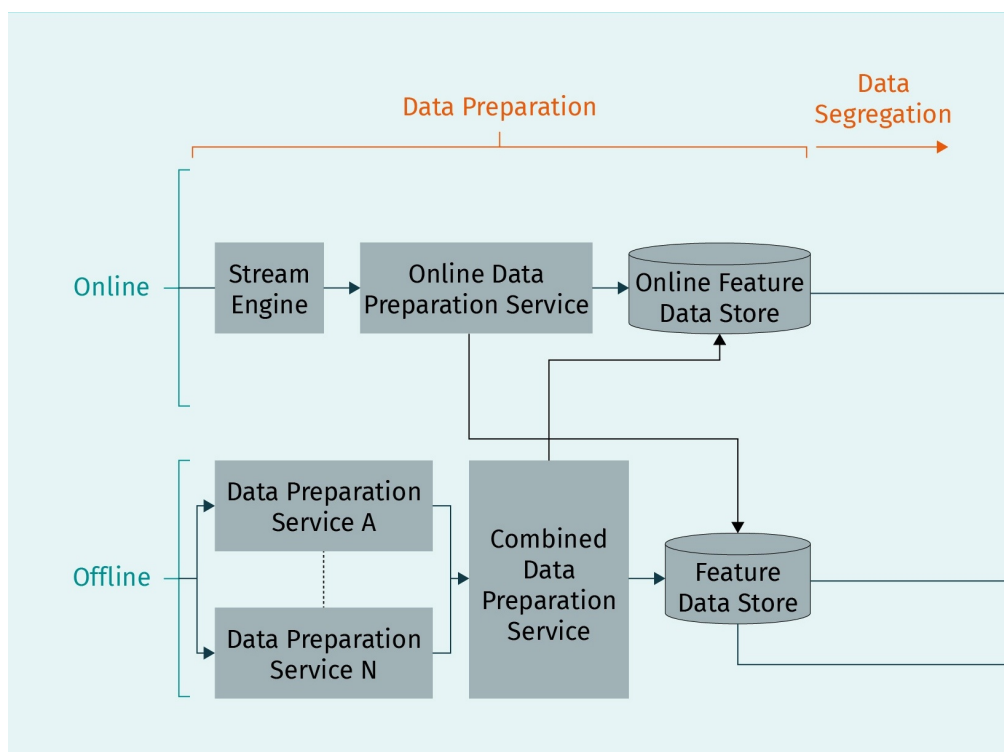 Data Preparation
Data
Segregation
Online
Stream
Engine
Online Data
Preparation Service
Online Feature
Data Store
Offline
Data Preparation
Service A
Data Preparation
Service N
Combined
Data
Preparation
Service
Feature
Data Store